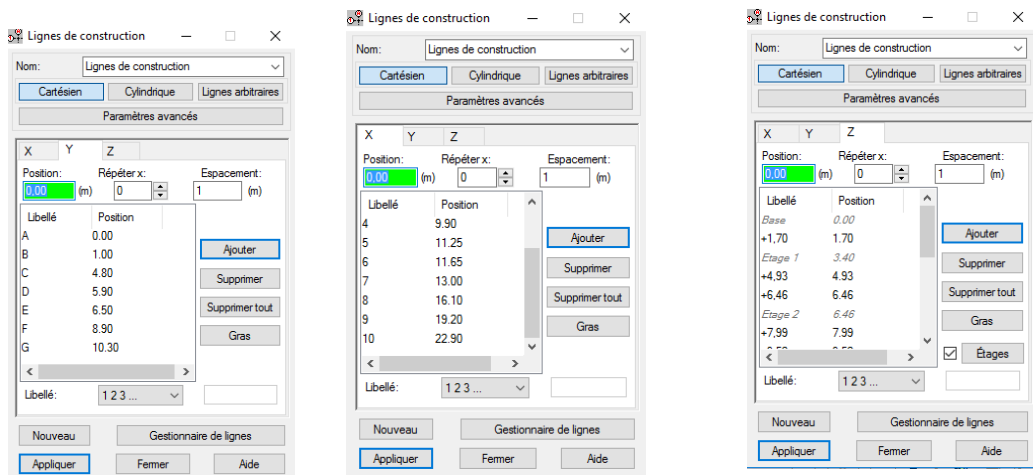 Lignes de construction
Nom: Lignes de construction
Cartésien Cylindrique Lignes arbitraires
Paramètres avancés
X Y Z
Position: Répéter x: Espacement:
0,00 (m) 0 1 (m)
Libellé Position
A 0.00
B 1.00
C 4.80
D 5.90
E 6.50
F 8.90
G 10.30
Ajouter
Supprimer
Supprimer tout
Gras
Libellé: 1 2 3 ...
Nouveau Gestionnaire de lignes
Appliquer Fermer Aide
Lignes de construction
Nom: Lignes de construction
Cartésien Cylindrique Lignes arbitraires
Paramètres avancés
X Y Z
Position: Répéter x: Espacement:
0,00 (m) 0 1 (m)
Libellé Position
4 9.90
5 11.25
6 11.65
7 13.00
8 16.10
9 19.20
10 22.90
Ajouter
Supprimer
Supprimer tout
Gras
Libellé: 1 2 3 ...
Nouveau Gestionnaire de lignes
Appliquer Fermer Aide
Lignes de construction
Nom: Lignes de construction
Cartésien Cylindrique Lignes arbitraires
Paramètres avancés
X Y Z
Position: Répéter x: Espacement:
0,00 (m) 0 1 (m)
Libellé Position
Base 0.00
+1,70 1.70
Etage 1 3.40
+4,93 4.93
+6,46 6.46
Etage 2 6.46
+7,99 7.99
Ajouter
Supprimer
Supprimer tout
Gras
Étages
Libellé: 1 2 3 ...
Nouveau Gestionnaire de lignes
Appliquer Fermer Aide